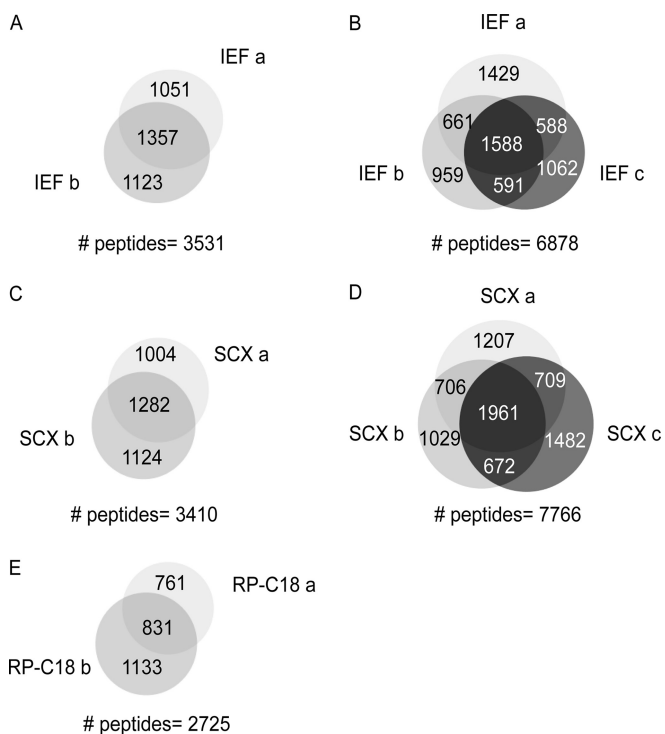 A
IEF a
1051
1357
IEF b
1123
# peptides= 3531
B
IEF a
1429
661
588
1588
IEF b
959
591
1062
IEF c
# peptides= 6878
C
1004
SCX a
1282
SCX b
1124
# peptides= 3410
D
SCX a
1207
706
709
1961
SCX b
1029
672
1482
SCX c
# peptides= 7766
E
761
RP-C18 a
831
RP-C18 b
1133
# peptides= 2725